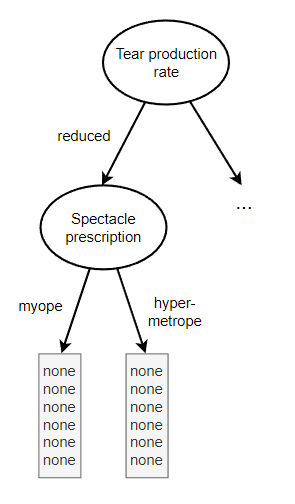 Tear production
rate
reduced
...
Spectacle
prescription
myope
hyper-
metrope
none
none
none
none
none
none
none
none
none
none
none
none